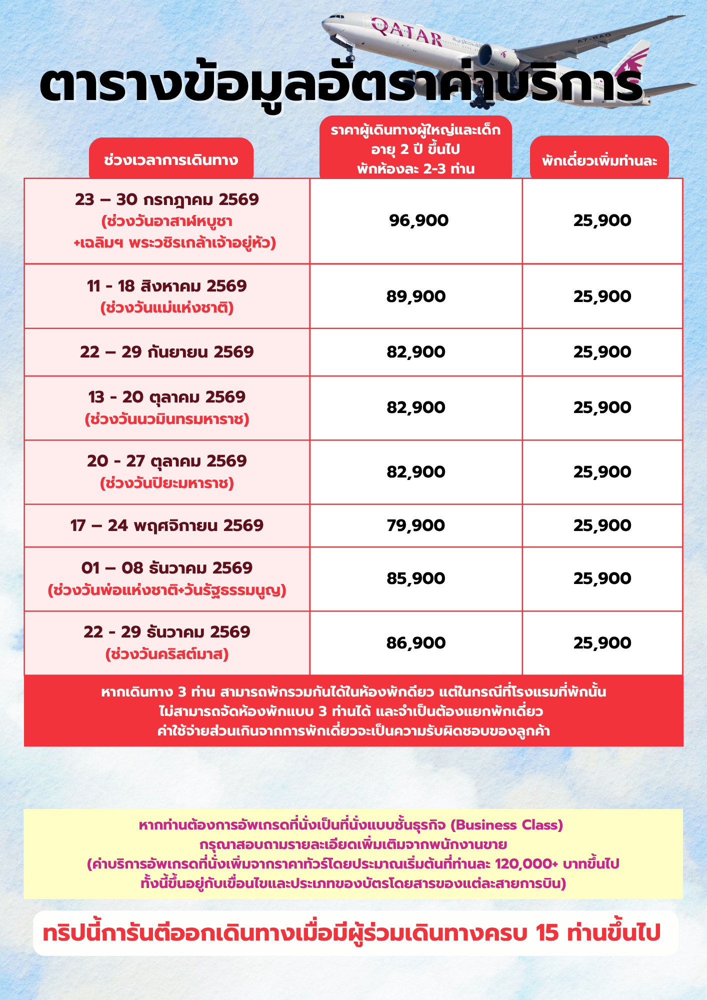 QATAR
القطرية
A7-BAQ
ตารางข้อมูลอัตราค่าบริการ
ช่วงเวลาการเดินทาง
ราคาผู้เดินทางผู้ใหญ่และเด็ก
อายุ 2 ปี ขึ้นไป
พักห้องละ 2-3 ท่าน
พักเดี่ยวเพิ่มท่านละ
23 – 30 กรกฎาคม 2569
(ช่วงวันอาสาฬหบูชา
+เฉลิมฯ พระวชิรเกล้าเจ้าอยู่หัว)
96,900
25,900
11 - 18 สิงหาคม 2569
(ช่วงวันแม่แห่งชาติ)
89,900
25,900
22 – 29 กันยายน 2569
82,900
25,900
13 - 20 ตุลาคม 2569
(ช่วงวันนวมินทรมหาราช)
82,900
25,900
20 - 27 ตุลาคม 2569
(ช่วงวันปิยะมหาราช)
82,900
25,900
17 – 24 พฤศจิกายน 2569
79,900
25,900
01 – 08 ธันวาคม 2569
(ช่วงวันพ่อแห่งชาติ+วันรัฐธรรมนูญ)
85,900
25,900
22 - 29 ธันวาคม 2569
(ช่วงวันคริสต์มาส)
86,900
25,900
หากเดินทาง 3 ท่าน สามารถพักรวมกันได้ในห้องพักดียว แต่ในกรณีที่โรงแรมที่พักนั้น
ไม่สามารถจัดห้องพักแบบ 3 ท่านได้ และจำเป็นต้องแยกพักเดี่ยว
ค่าใช้จ่ายส่วนเกินจากการพักเดี่ยวจะเป็นความรับผิดชอบของลูกค้า
หากท่านต้องการอัพเกรดที่นั่งเป็นที่นั่งแบบชั้นธุรกิจ (Business Class)
กรุณาสอบถามรายละเอียดเพิ่มเติมจากพนักงานขาย
(ค่าบริการอัพเกรดที่นั่งเพิ่มจากราคาทัวร์โดยประมาณเริ่มต้นที่ท่านละ 120,000+ บาทขึ้นไป
ทั้งนี้ขึ้นอยู่กับเงื่อนไขและประเภทของบัตรโดยสารของแต่ละสายการบิน)
ทริปนี้การันตีออกเดินทางเมื่อมีผู้ร่วมเดินทางครบ 15 ท่านขึ้นไป